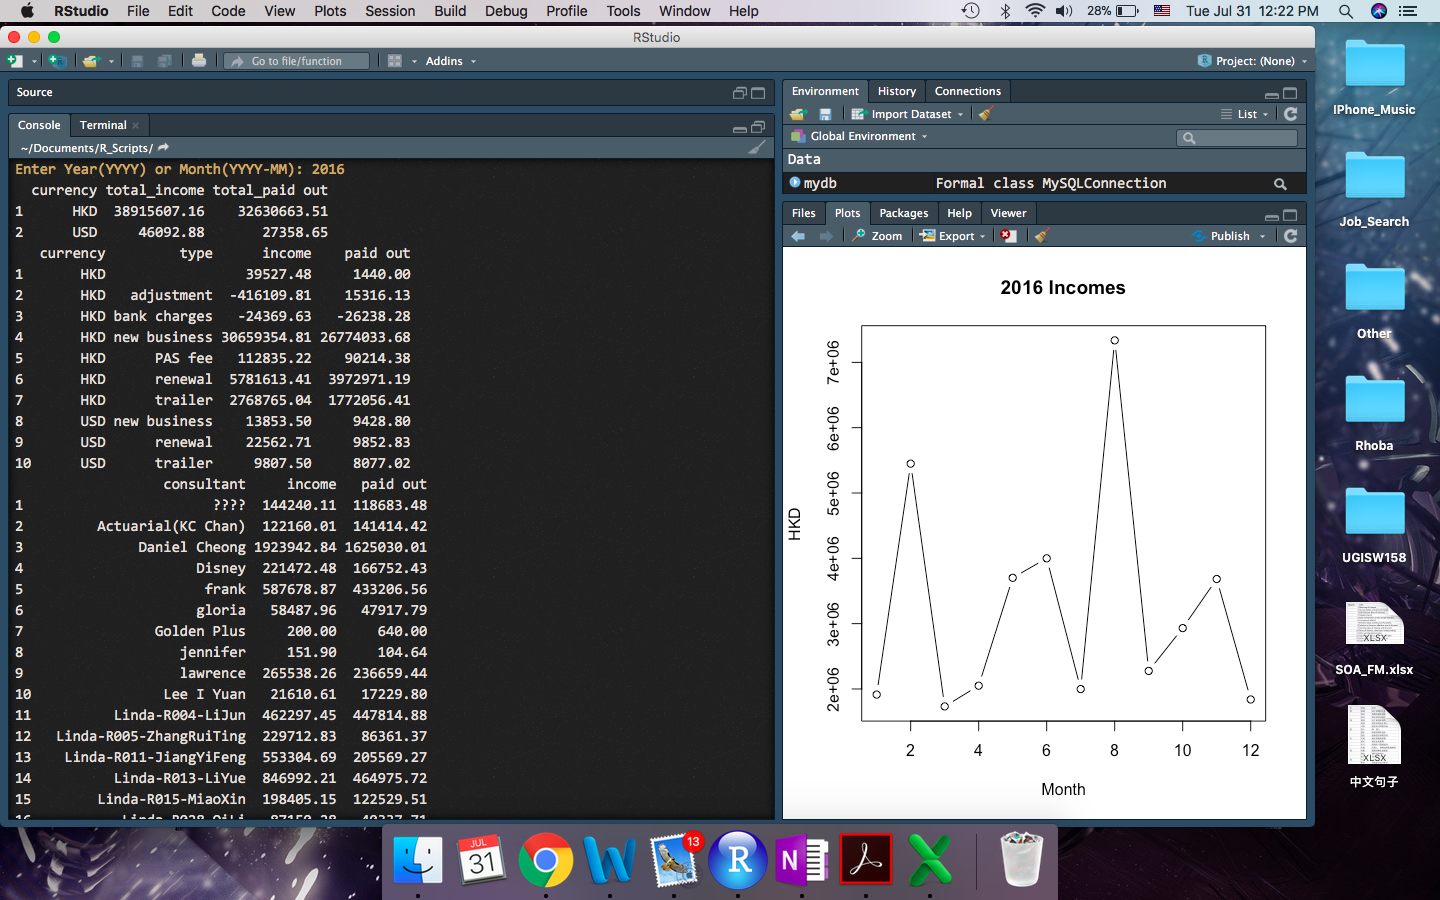 RStudio File Edit Code View Plots Session Build Debug Profile Tools Window Help 28% Tue Jul 31 12:22 PM
RStudio
Go to file/function Addins Project: (None)
Source
Console Terminal
~/Documents/R_Scripts/
Enter Year(YYYY) or Month(YYYY-MM): 2016
currency total_income total_paid out
1 HKD 38915607.16 32630663.51
2 USD 46092.88 27358.65
currency type income paid out
1 HKD 39527.48 1440.00
2 HKD adjustment -416109.81 15316.13
3 HKD bank charges -24369.63 -26238.28
4 HKD new business 30659354.81 26774033.68
5 HKD PAS fee 112835.22 90214.38
6 HKD renewal 5781613.41 3972971.19
7 HKD trailer 2768765.04 1772056.41
8 USD new business 13853.50 9428.80
9 USD renewal 22562.71 9852.83
10 USD trailer 9807.50 8077.02
consultant income paid out
1 ???? 144240.11 118683.48
2 Actuarial(KC Chan) 122160.01 141414.42
3 Daniel Cheong 1923942.84 1625030.01
4 Disney 221472.48 166752.43
5 frank 587678.87 433206.56
6 gloria 58487.96 47917.79
7 Golden Plus 200.00 640.00
8 jennifer 151.90 104.64
9 lawrence 265538.26 236659.44
10 Lee I Yuan 21610.61 17229.80
11 Linda-R004-LiJun 462297.45 447814.88
12 Linda-R005-ZhangRuiTing 229712.83 86361.37
13 Linda-R011-JiangYiFeng 553304.69 205569.27
14 Linda-R013-LiYue 846992.21 464975.72
15 Linda-R015-MiaoXin 198405.15 122529.51
Environment History Connections
Import Dataset List
Global Environment
Data
mydb Formal class MySQLConnection
Files Plots Packages Help Viewer
Zoom Export Publish
2016 Incomes
7e+06
6e+06
5e+06
4e+06
3e+06
2e+06
HKD
2 4 6 8 10 12
Month
IPhone_Music
Job_Search
Other
Rhoba
UGISW158
XLSX
SOA_FM.xlsx
XLSX
中文句子
JUL
31
13
R
N